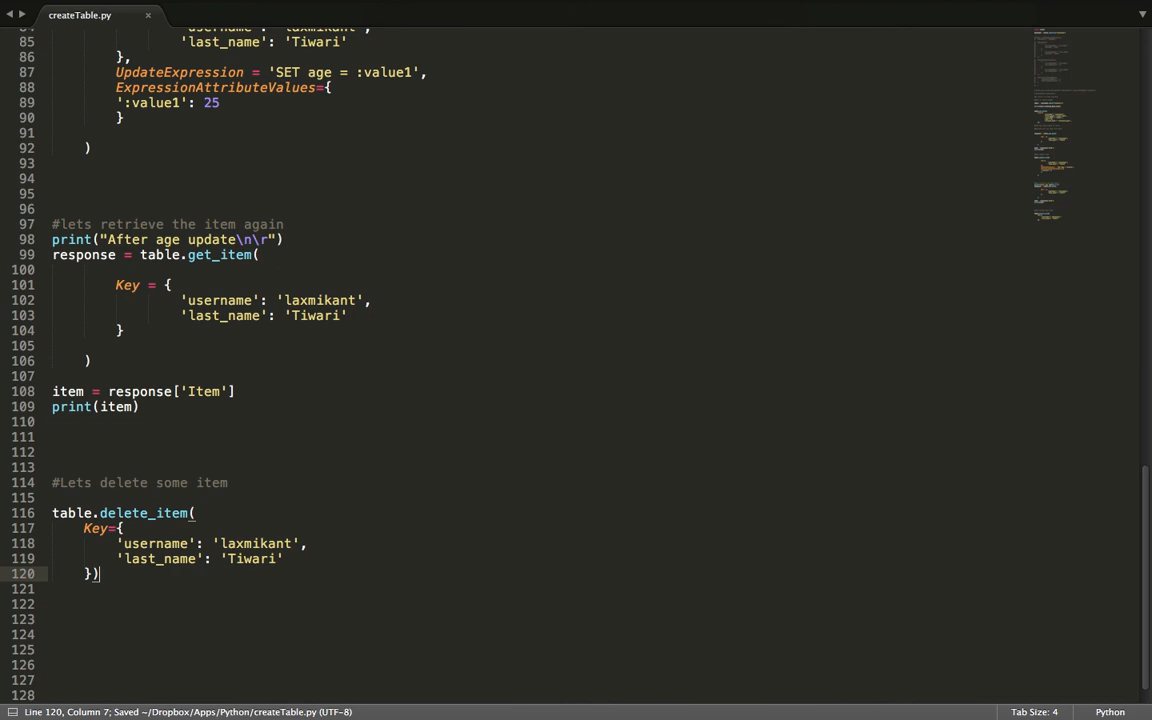 createTable.py ×
84 'username': 'laxmikant',
85 'last_name': 'Tiwari'
86 },
87 UpdateExpression = 'SET age = :value1',
88 ExpressionAttributeValues={
89 ':value1': 25
90 }
91
92 )
93
94
95
96
97 #lets retrieve the item again
98 print("After age update\n\r")
99 response = table.get_item(
100
101 Key = {
102 'username': 'laxmikant',
103 'last_name': 'Tiwari'
104 }
105
106 )
107
108 item = response['Item']
109 print(item)
110
111
112
113
114 #Lets delete some item
115
116 table.delete_item(
117 Key={
118 'username': 'laxmikant',
119 'last_name': 'Tiwari'
120 })
121
122
123
124
125
126
127
128
Line 120, Column 7; Saved ~/Dropbox/Apps/Python/createTable.py (UTF-8) Tab Size: 4 Python